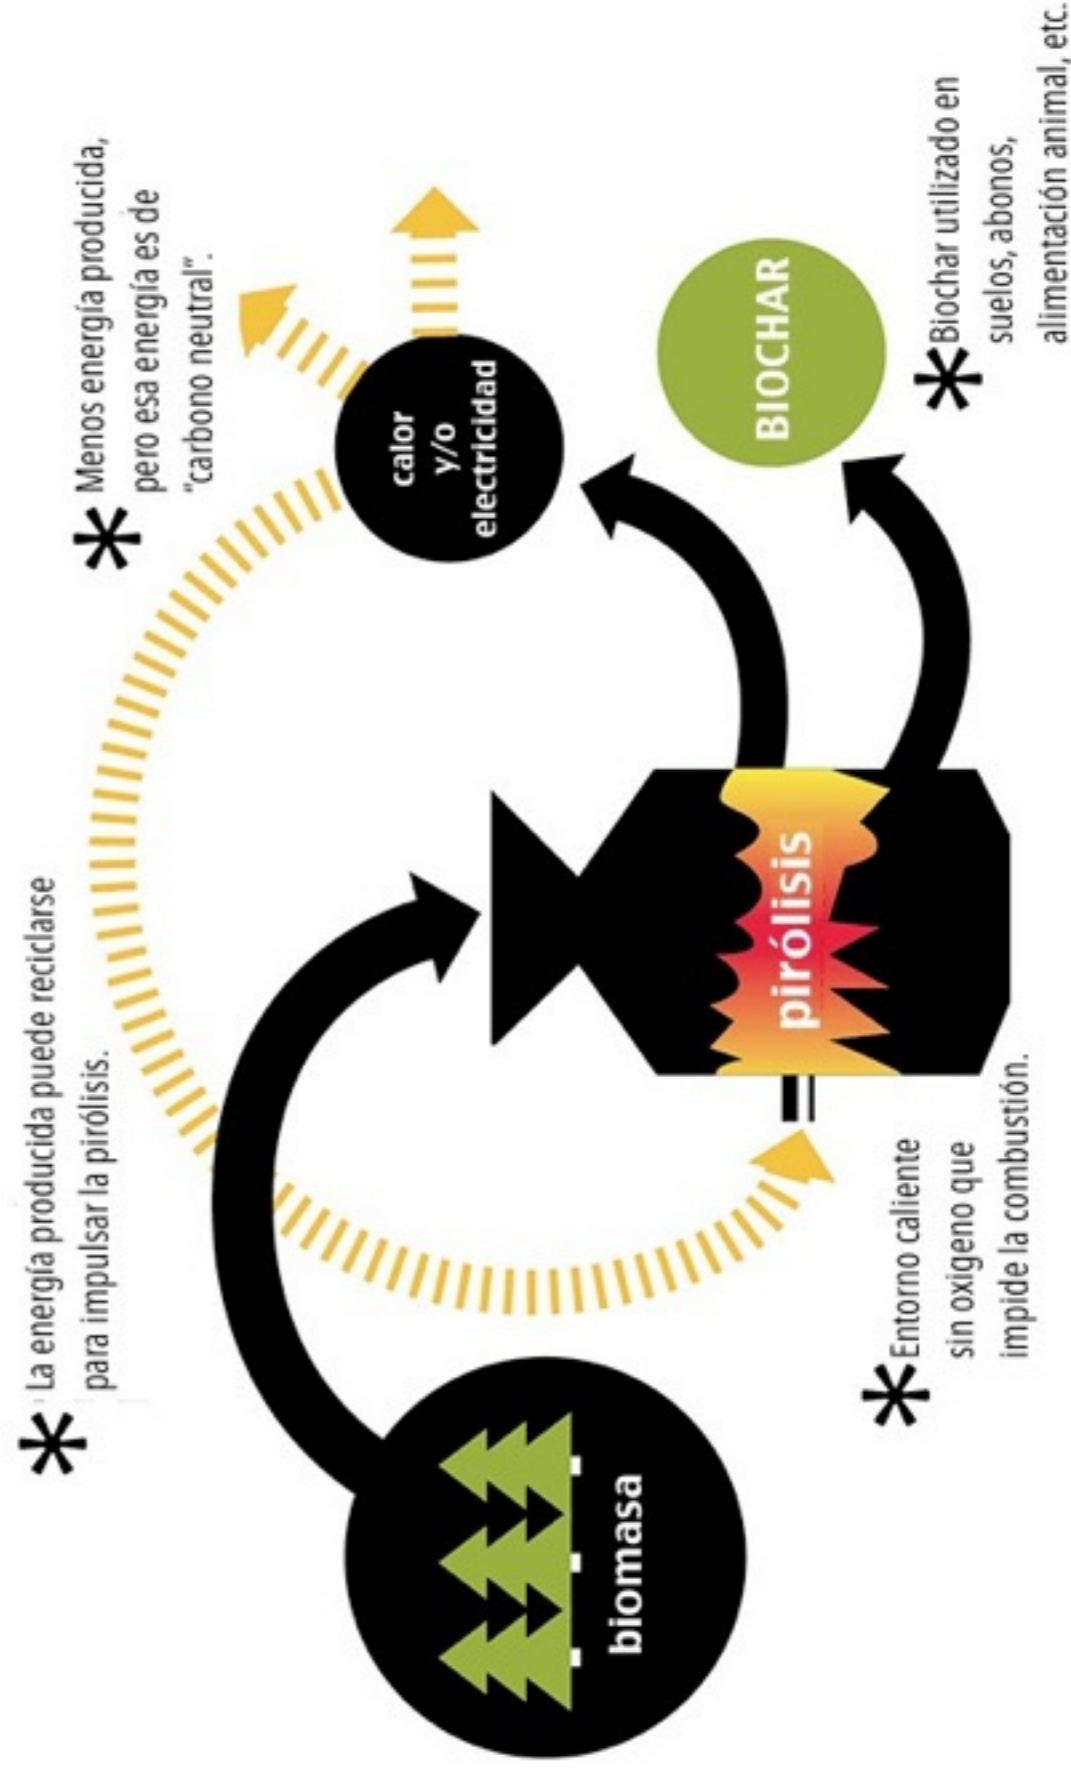 La energía producida puede reciclarse
para impulsar la pirólisis.
Menos energía producida,
pero esa energía es de
"carbono neutral".
calor
y/o
electricidad
biomasa
pirólisis
BIOCHAR
Entorno caliente
sin oxigeno que
impide la combustión.
Biochar utilizado en
suelos, abonos,
alimentación animal, etc.